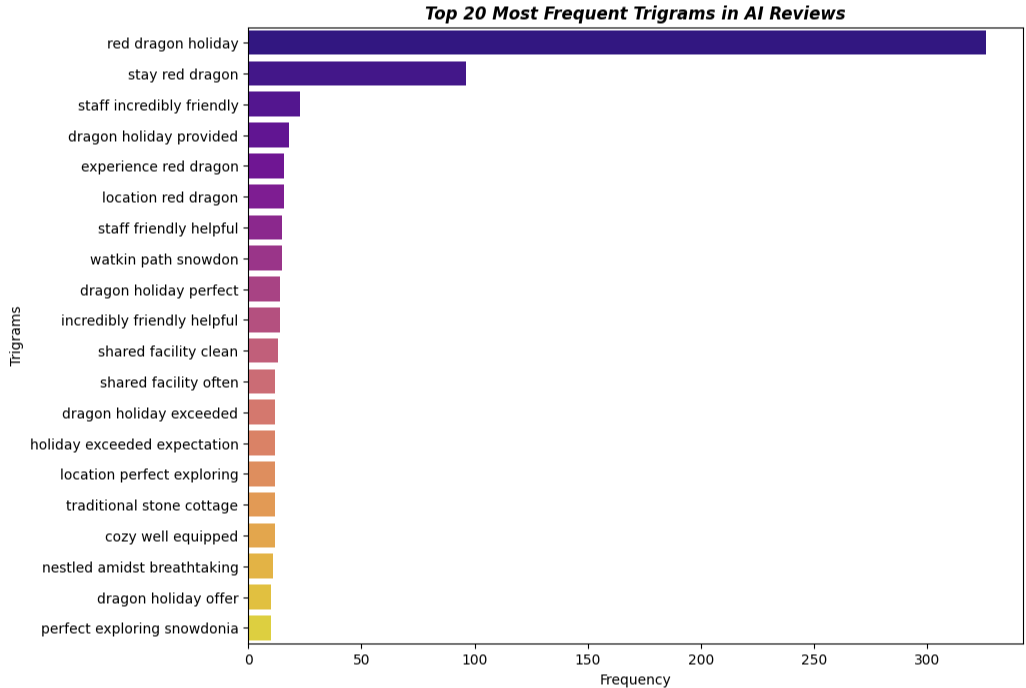 Top 20 Most Frequent Trigrams in AI Reviews
red dragon holiday
stay red dragon
staff incredibly friendly
dragon holiday provided
experience red dragon
location red dragon
staff friendly helpful
watkin path snowdon
dragon holiday perfect
incredibly friendly helpful
shared facility clean
shared facility often
dragon holiday exceeded
holiday exceeded expectation
location perfect exploring
traditional stone cottage
cozy well equipped
nestled amidst breathtaking
dragon holiday offer
perfect exploring snowdonia
Trigrams
0 50 100 150 200 250 300
Frequency